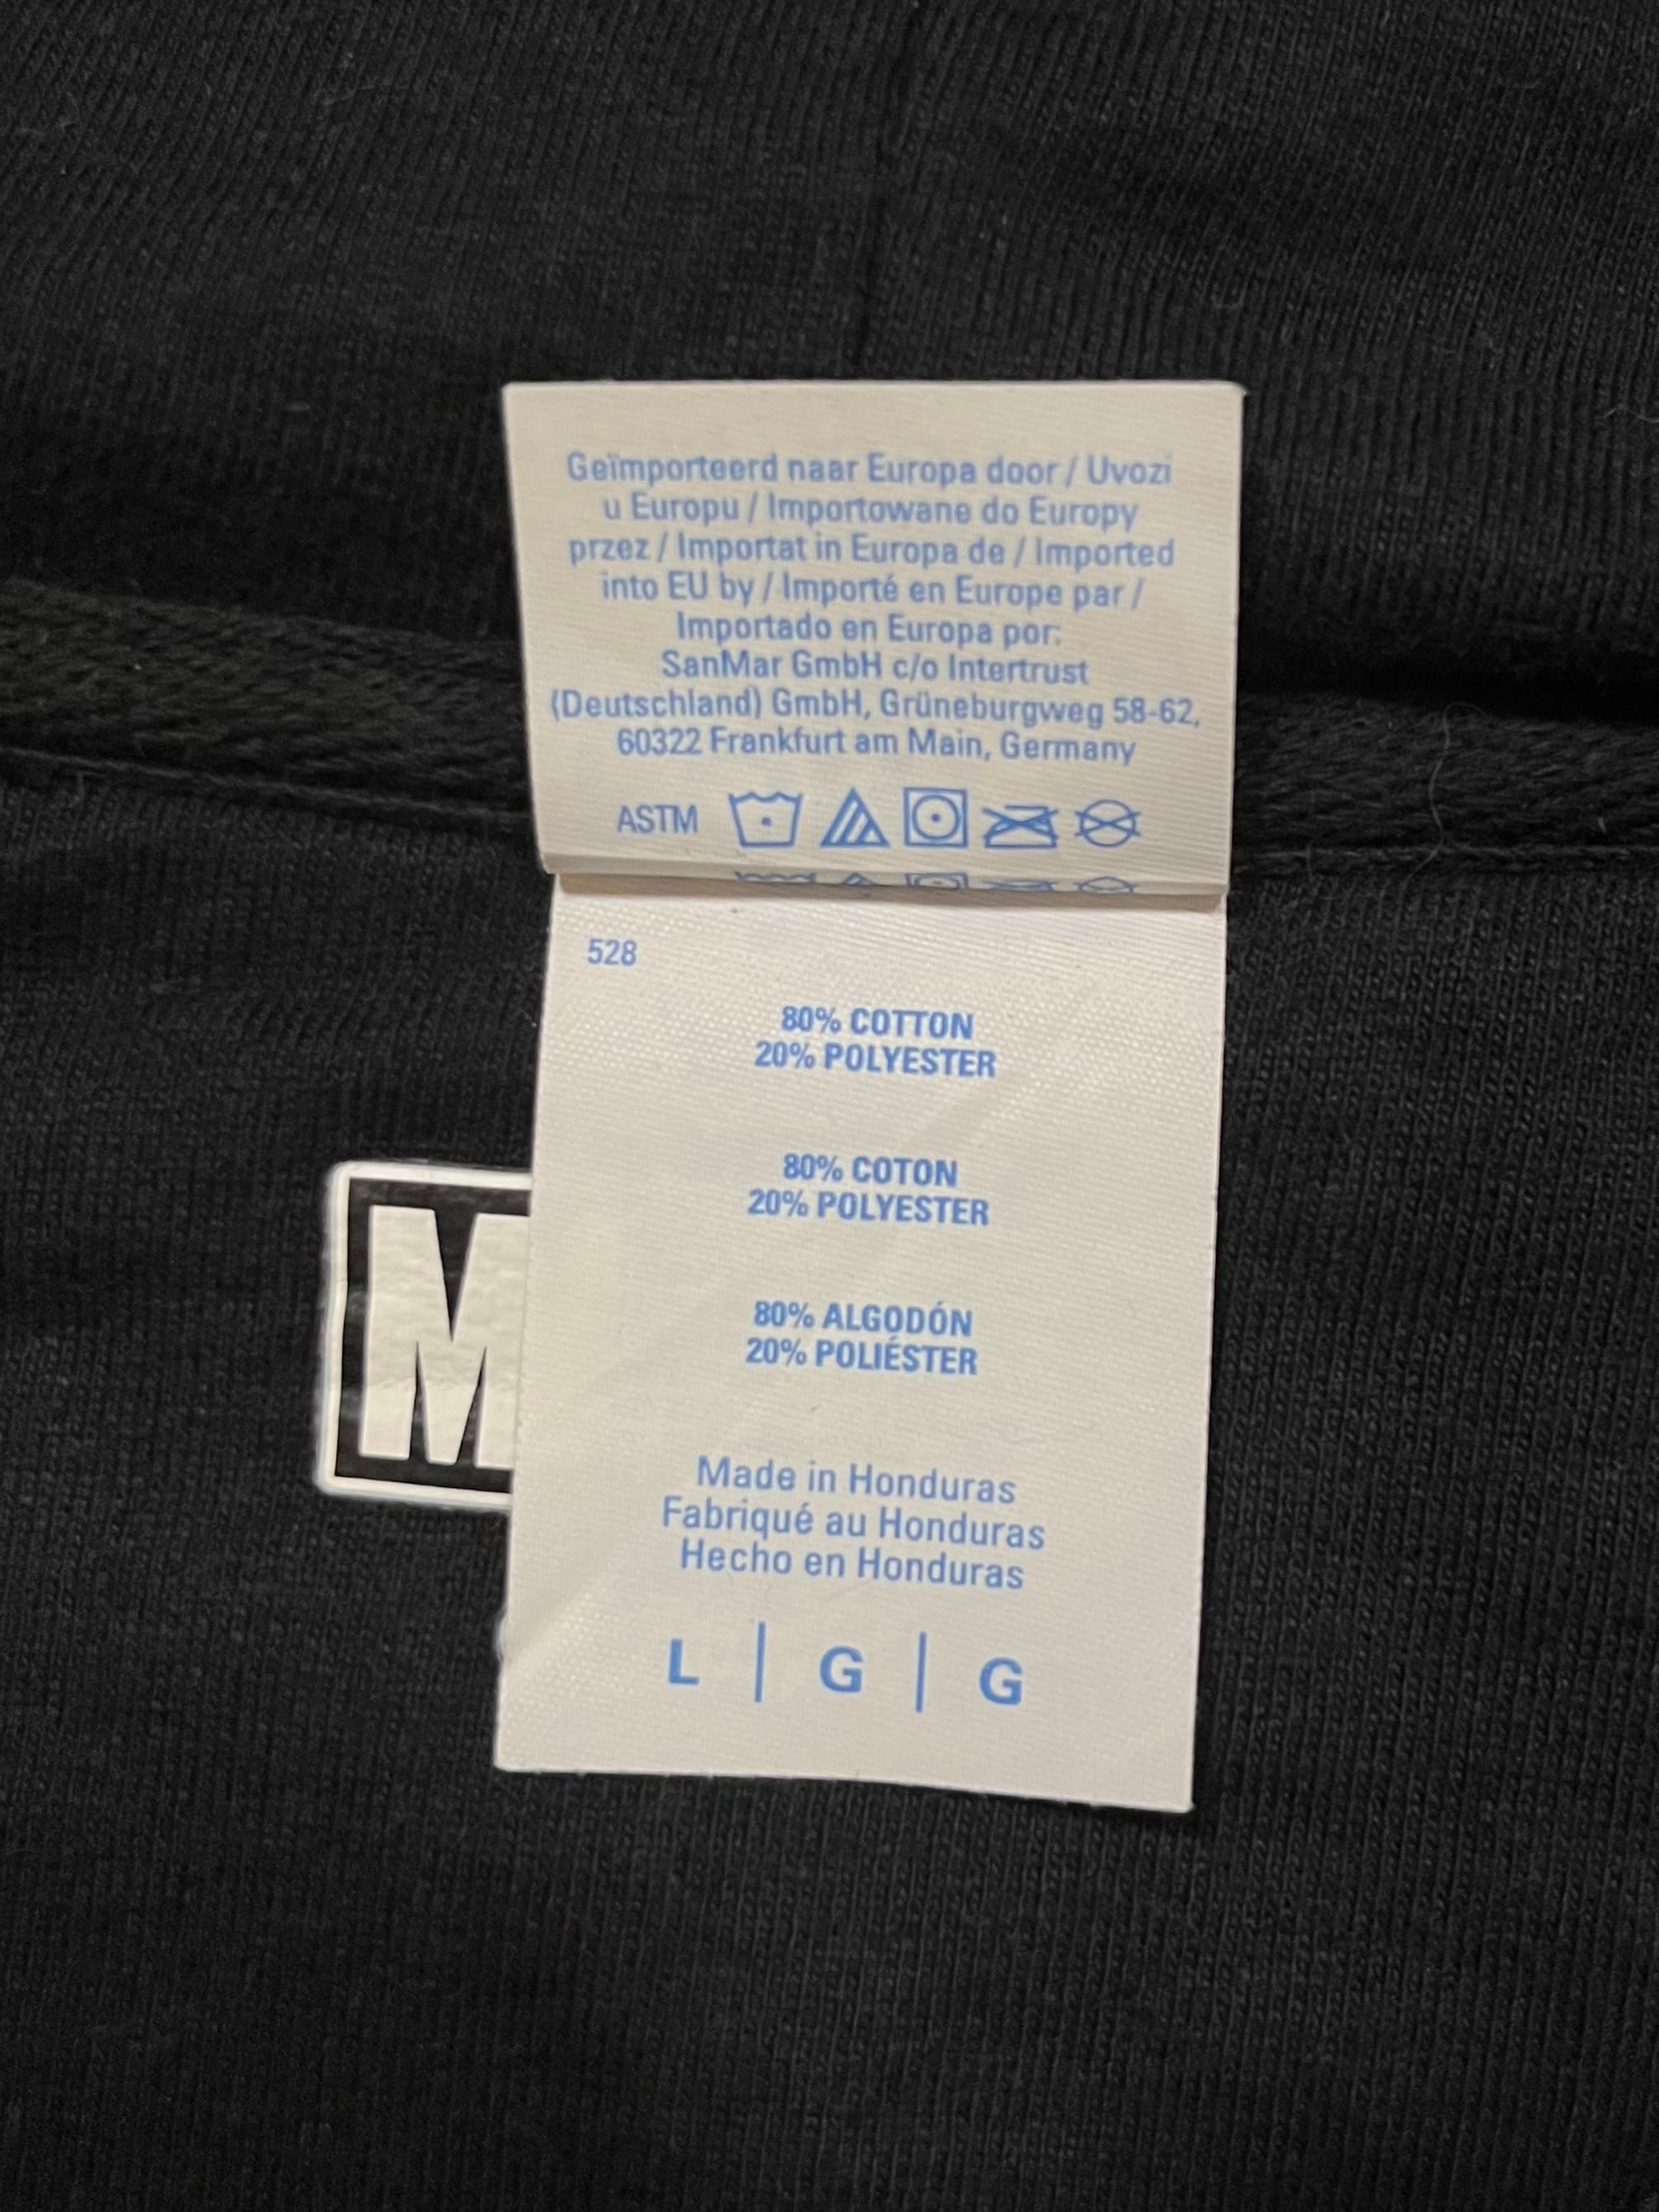 Geïmporteerd naar Europa door / Uvozi
u Europu / Importowane do Europy
przez / Importat in Europa de / Imported
into EU by / Importé en Europe par /
Importado en Europa por:
SanMar GmbH c/o Intertrust
(Deutschland) GmbH, Grüneburgweg 58-62,
60322 Frankfurt am Main, Germany
ASTM
528
80% COTTON
20% POLYESTER
80% COTON
20% POLYESTER
80% ALGODÓN
20% POLIÉSTER
M
Made in Honduras
Fabriqué au Honduras
Hecho en Honduras
L | G | G